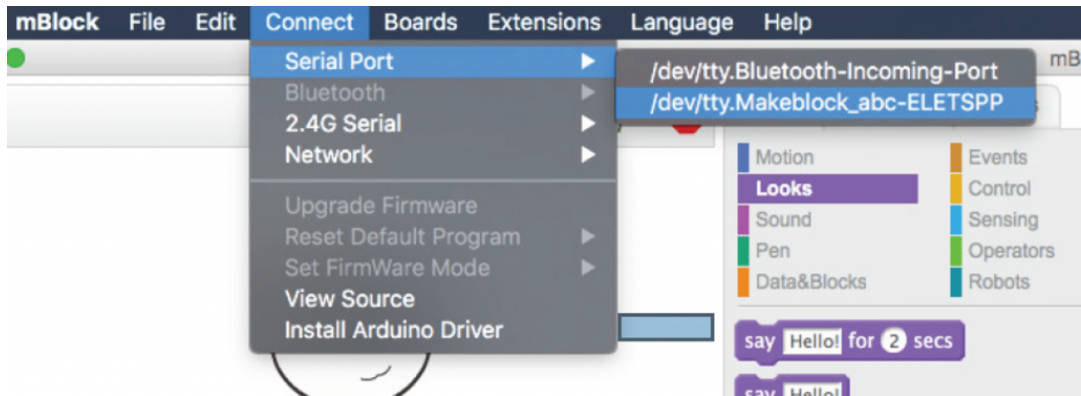 mBlock File Edit Connect Boards Extensions Language Help
Serial Port
Bluetooth
2.4G Serial
Network
Upgrade Firmware
Reset Default Program
Set FirmWare Mode
View Source
Install Arduino Driver
/dev/tty.Bluetooth-Incoming-Port
/dev/tty.Makeblock_abc-ELETSPP
mB
Motion
Looks
Sound
Pen
Data&Blocks
Events
Control
Sensing
Operators
Robots
say Hello! for 2 secs
say Hello!